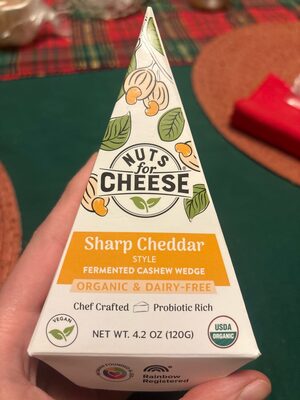 NUTS
for
CHEESE
Sharp Cheddar
STYLE
FERMENTED CASHEW WEDGE
ORGANIC & DAIRY-FREE
Chef Crafted Probiotic Rich
VEGAN
NET WT. 4.2 OZ (120G)
USDA
ORGANIC
Rainbow
Registered